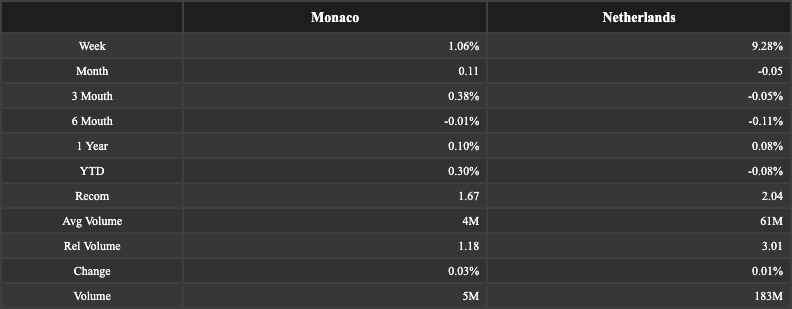 Monaco Netherlands
Week 1.06% 9.28%
Month 0.11 -0.05
3 Mouth 0.38% -0.05%
6 Mouth -0.01% -0.11%
1 Year 0.10% 0.08%
YTD 0.30% -0.08%
Recom 1.67 2.04
Avg Volume 4M 61M
Rel Volume 1.18 3.01
Change 0.03% 0.01%
Volume 5M 183M